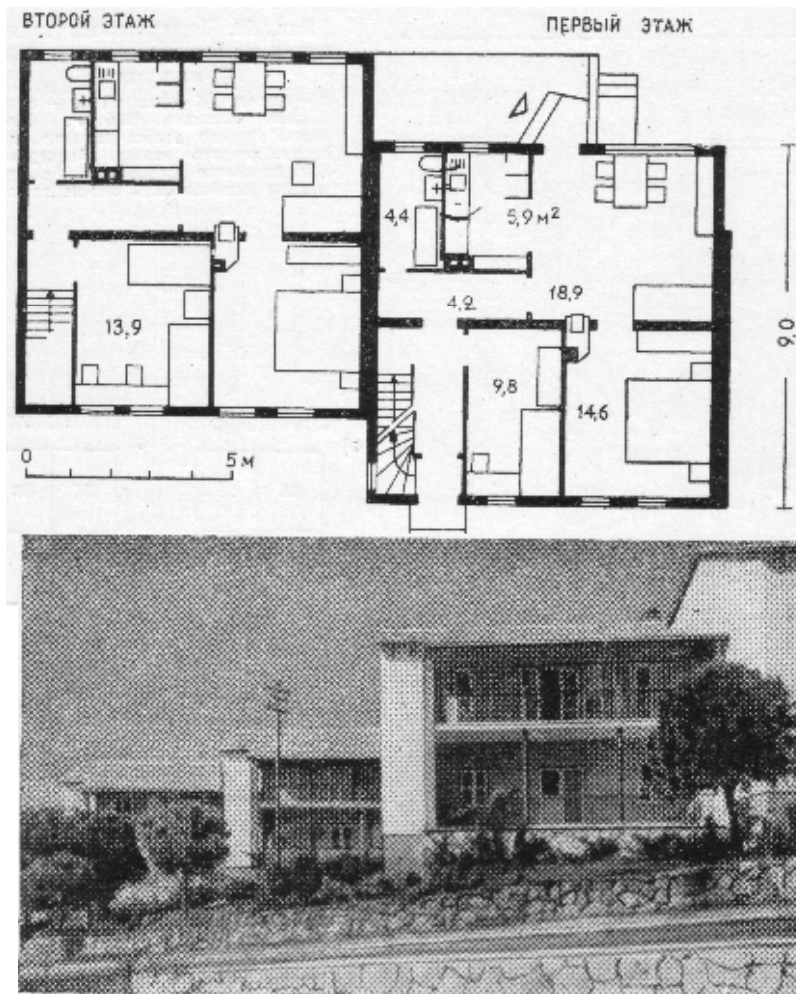 ВТОРОЙ ЭТАЖ
ПЕРВЫЙ ЭТАЖ
4,4
5,9 м²
4,2
18,9
13,9
9,8
14,6
9,0
0
5 м